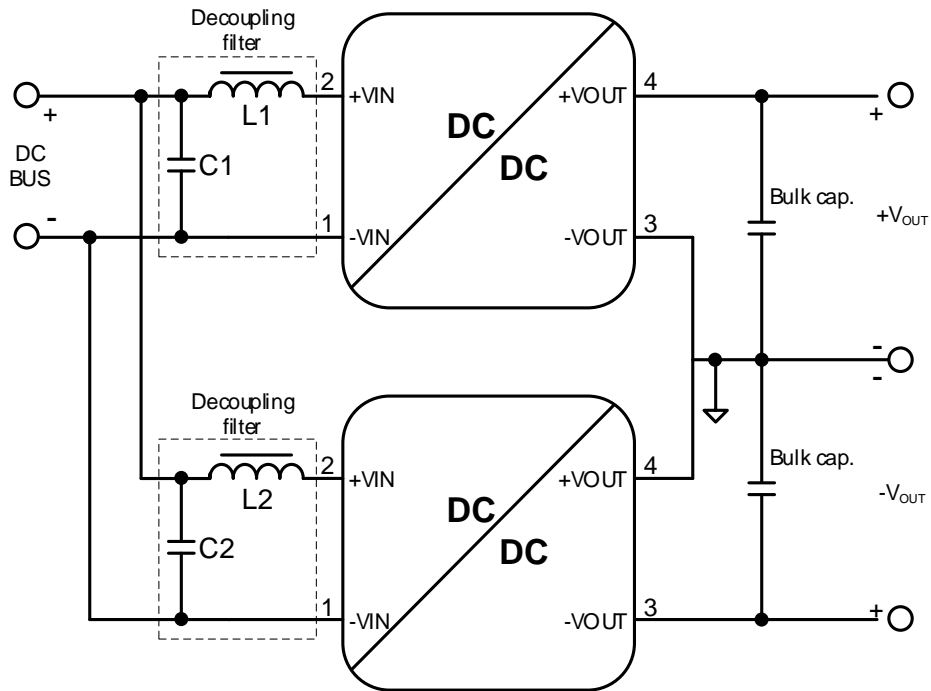 Decoupling
filter
2
+VIN
DC
+VOUT
4
+
L1
+
DC
BUS
C1
DC
Bulk cap.
+VOUT
-
1
-VIN
-VOUT
3
-
-
Decoupling
filter
2
+VIN
DC
+VOUT
4
Bulk cap.
L2
-VOUT
C2
DC
1
-VIN
-VOUT
3
+